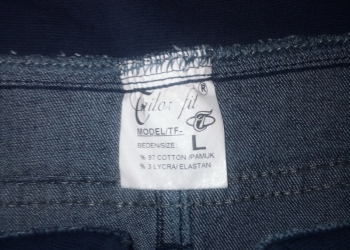 Tailor fit®
MODEL/TF-
BEDEN/SIZE: L
% 97 COTTON /PAMUK
% 3 LYCRA/ ELASTAN